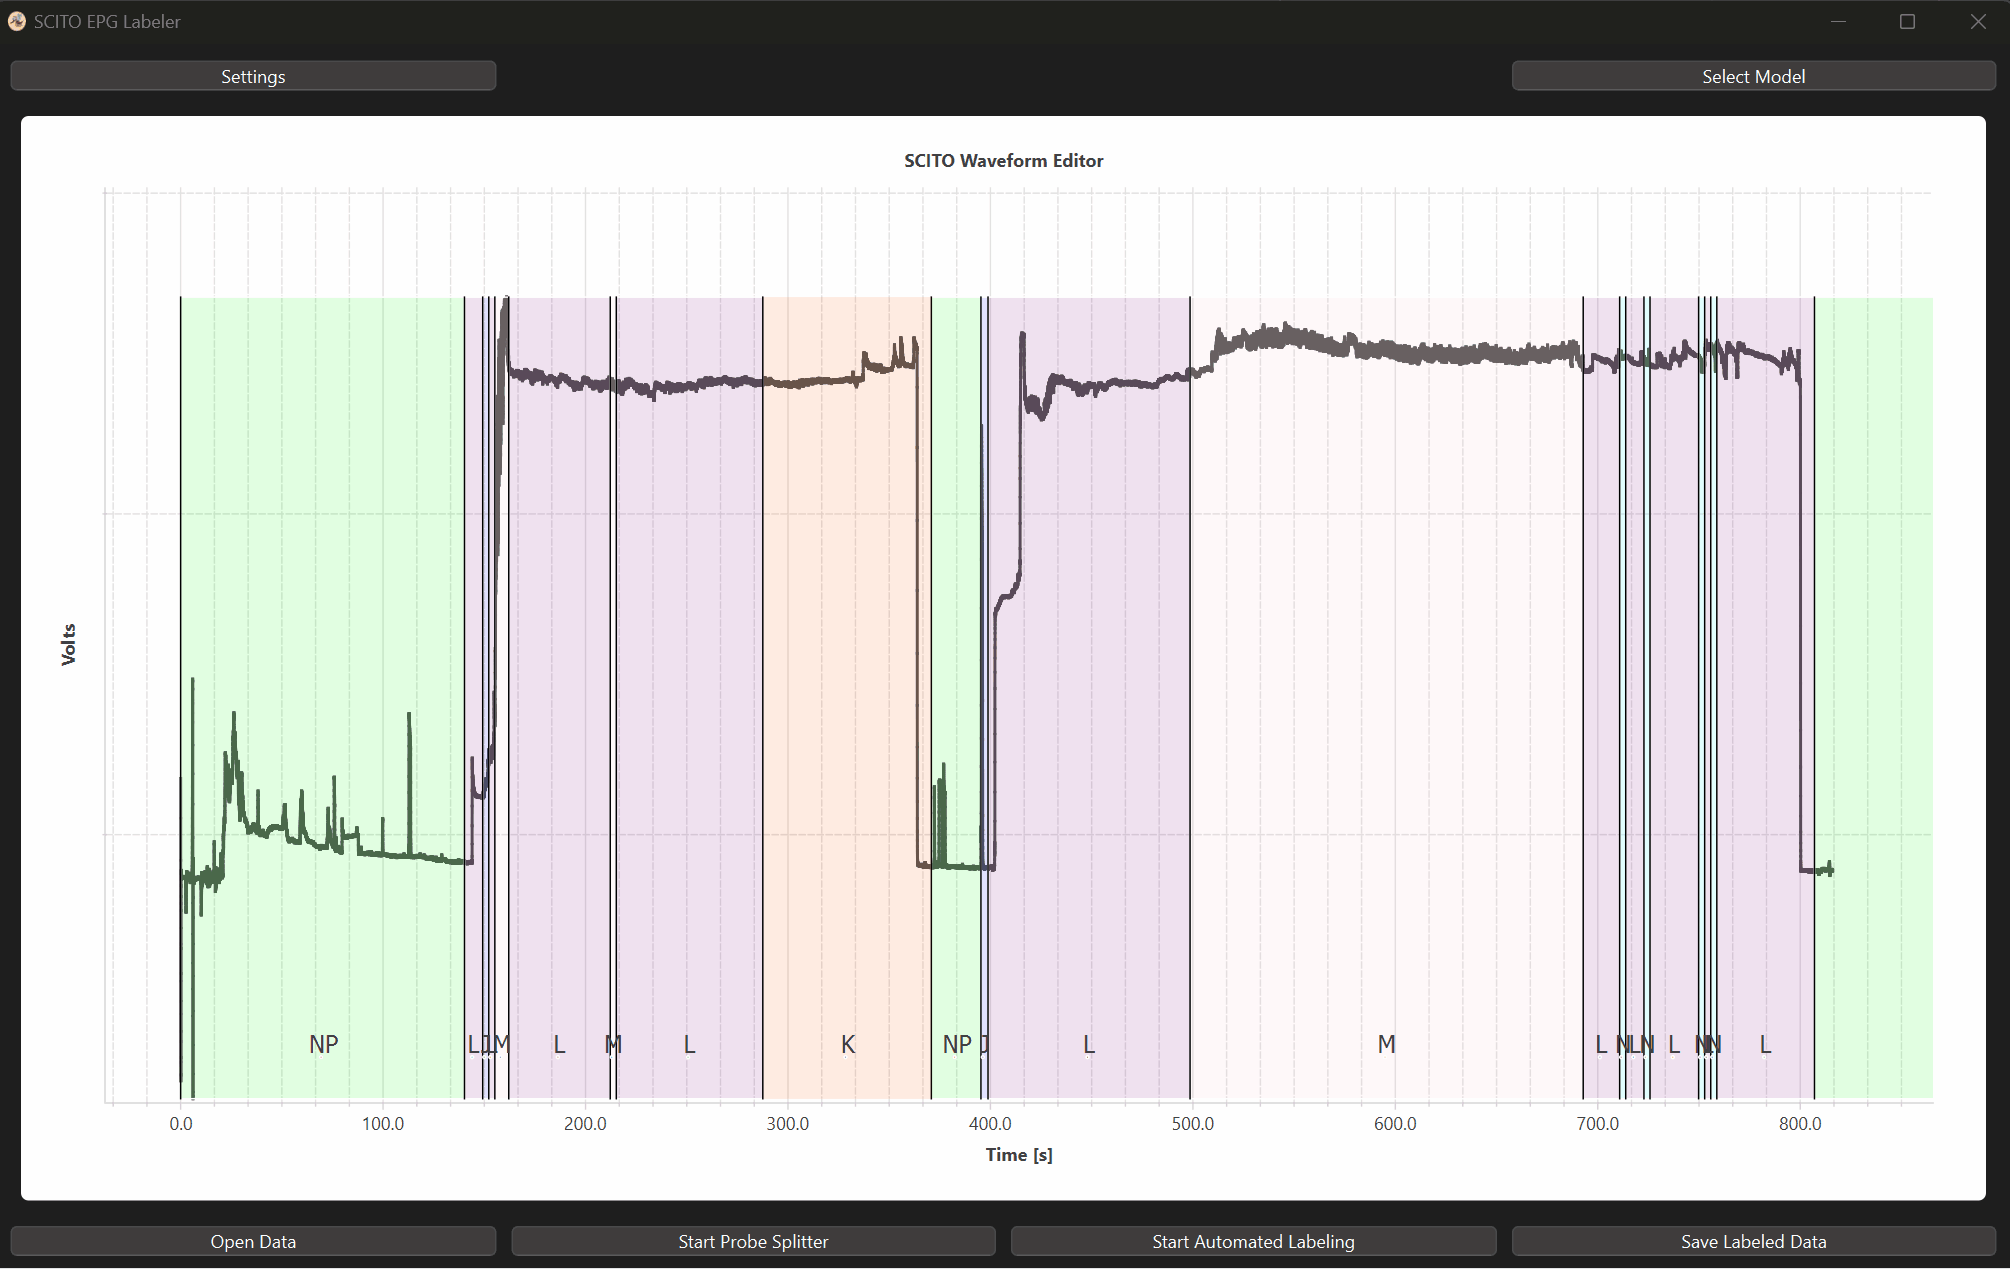 SCITO EPG Labeler
Settings
Select Model
SCITO Waveform Editor
Volts
NP L J L M L M L K NP J L M L N L N L N N L
0.0 100.0 200.0 300.0 400.0 500.0 600.0 700.0 800.0
Time [s]
Open Data
Start Probe Splitter
Start Automated Labeling
Save Labeled Data